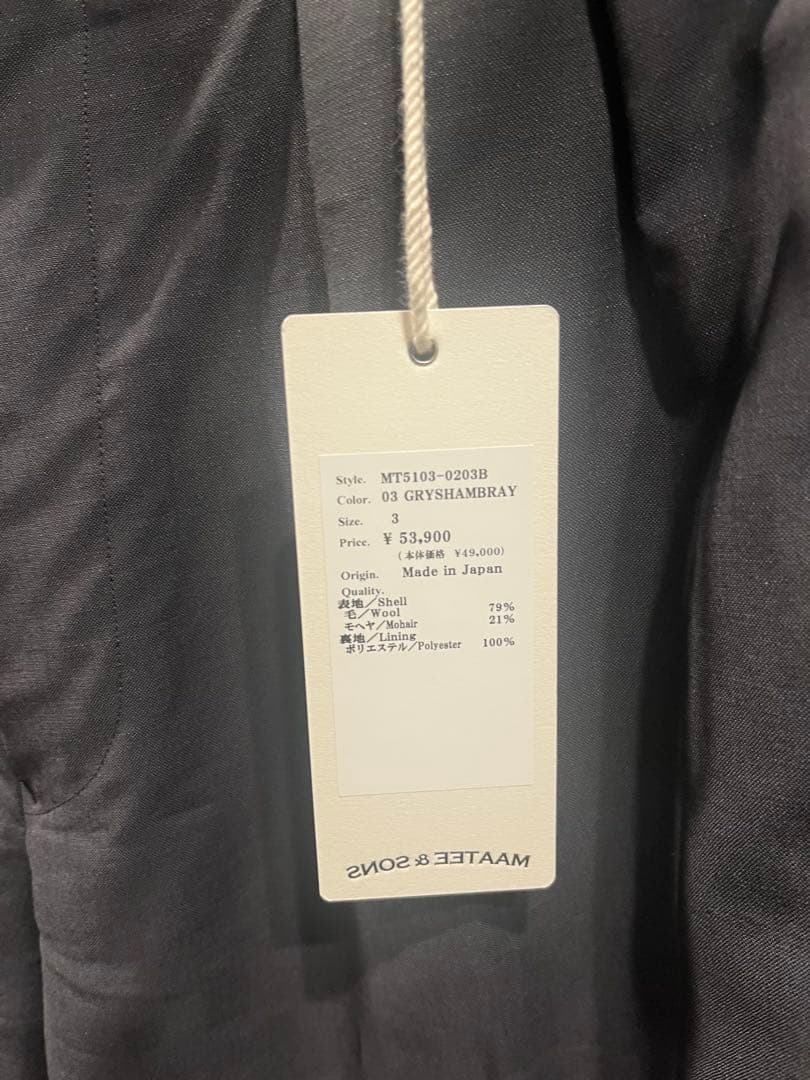 Style. MT5103-0203B
Color. 03 GRYSHAMBRAY
Size. 3
Price. ¥ 53,900
(本体価格 ¥49,000)
Origin. Made in Japan
Quality.
表地／Shell
毛／Wool 79%
モヘヤ／Mohair 21%
裏地／Lining
ポリエステル／Polyester 100%
MAATEE & SONS